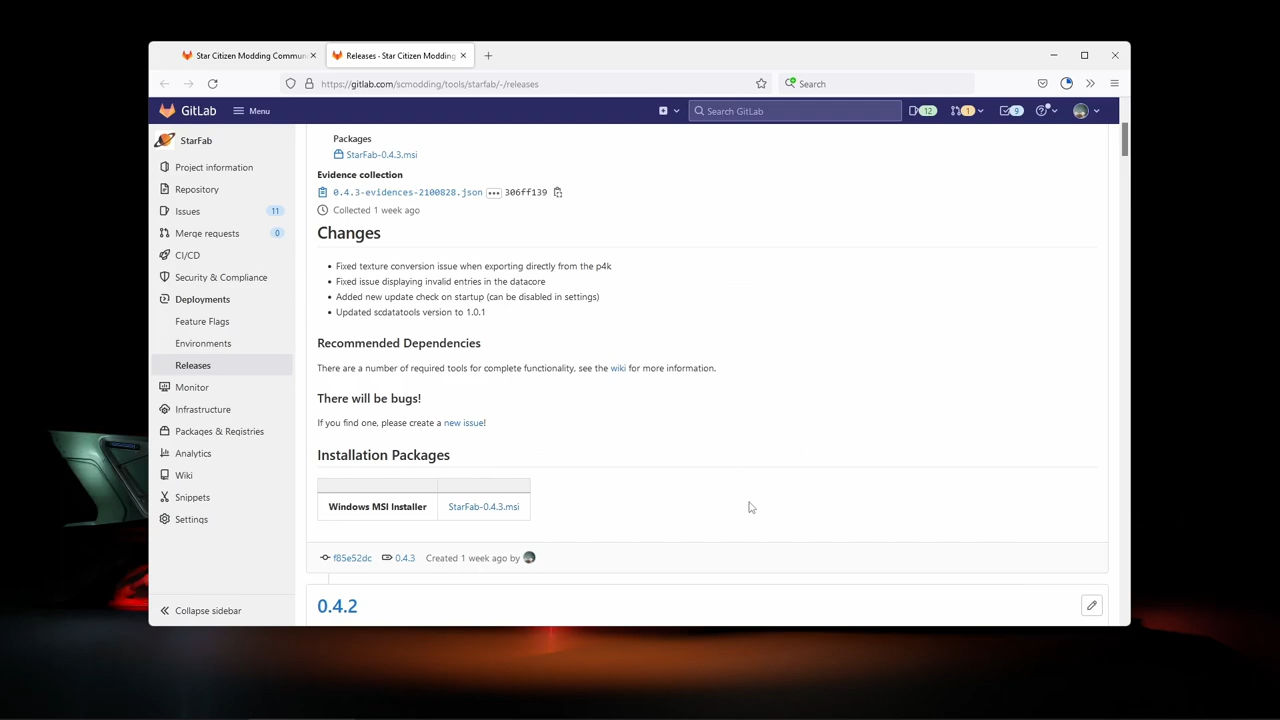 Star Citizen Modding Commun
Releases - Star Citizen Modding
https://gitlab.com/scmodding/tools/starfab/-/releases
Search
GitLab
Menu
Search GitLab
12
1
9
StarFab
Project information
Repository
Issues
11
Merge requests
0
CI/CD
Security & Compliance
Deployments
Feature Flags
Environments
Releases
Monitor
Infrastructure
Packages & Registries
Analytics
Wiki
Snippets
Settings
Collapse sidebar
Packages
StarFab-0.4.3.msi
Evidence collection
0.4.3-evidences-2100828.json ••• 306ff139
Collected 1 week ago
Changes
• Fixed texture conversion issue when exporting directly from the p4k
• Fixed issue displaying invalid entries in the datacore
• Added new update check on startup (can be disabled in settings)
• Updated scdatatools version to 1.0.1
Recommended Dependencies
There are a number of required tools for complete functionality, see the wiki for more information.
There will be bugs!
If you find one, please create a new issue!
Installation Packages
Windows MSI Installer StarFab-0.4.3.msi
f85e52dc 0.4.3 Created 1 week ago by
0.4.2